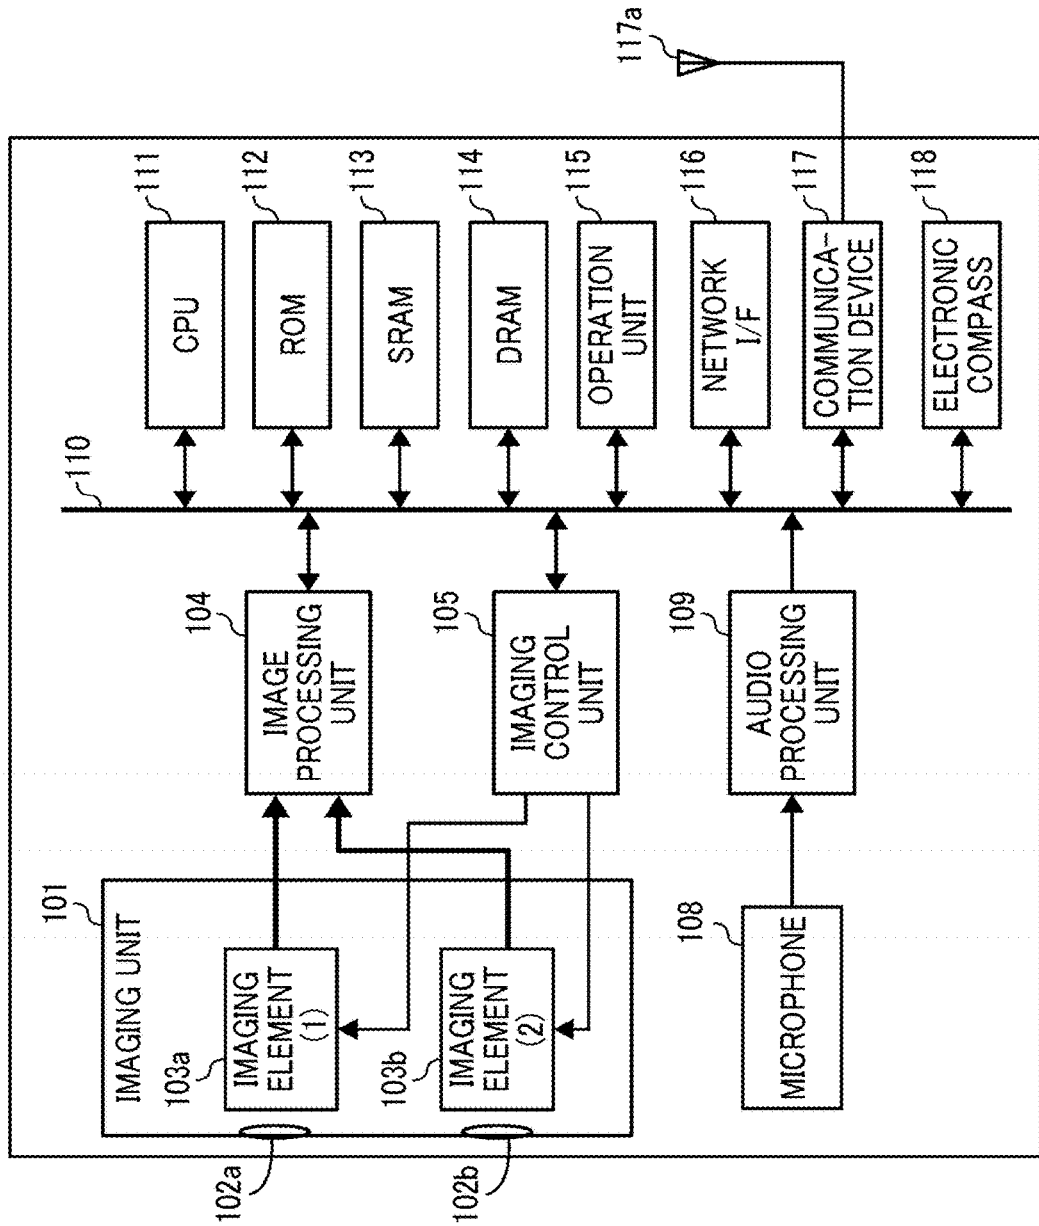 101
IMAGING UNIT
103a
IMAGING
ELEMENT
(1)
102a
103b
IMAGING
ELEMENT
(2)
102b
104
IMAGE
PROCESSING
UNIT
105
IMAGING
CONTROL
UNIT
108
MICROPHONE
109
AUDIO
PROCESSING
UNIT
110
111
CPU
112
ROM
113
SRAM
114
DRAM
115
OPERATION
UNIT
116
NETWORK
I/F
117
COMMUNICA-
TION DEVICE
117a
118
ELECTRONIC
COMPASS